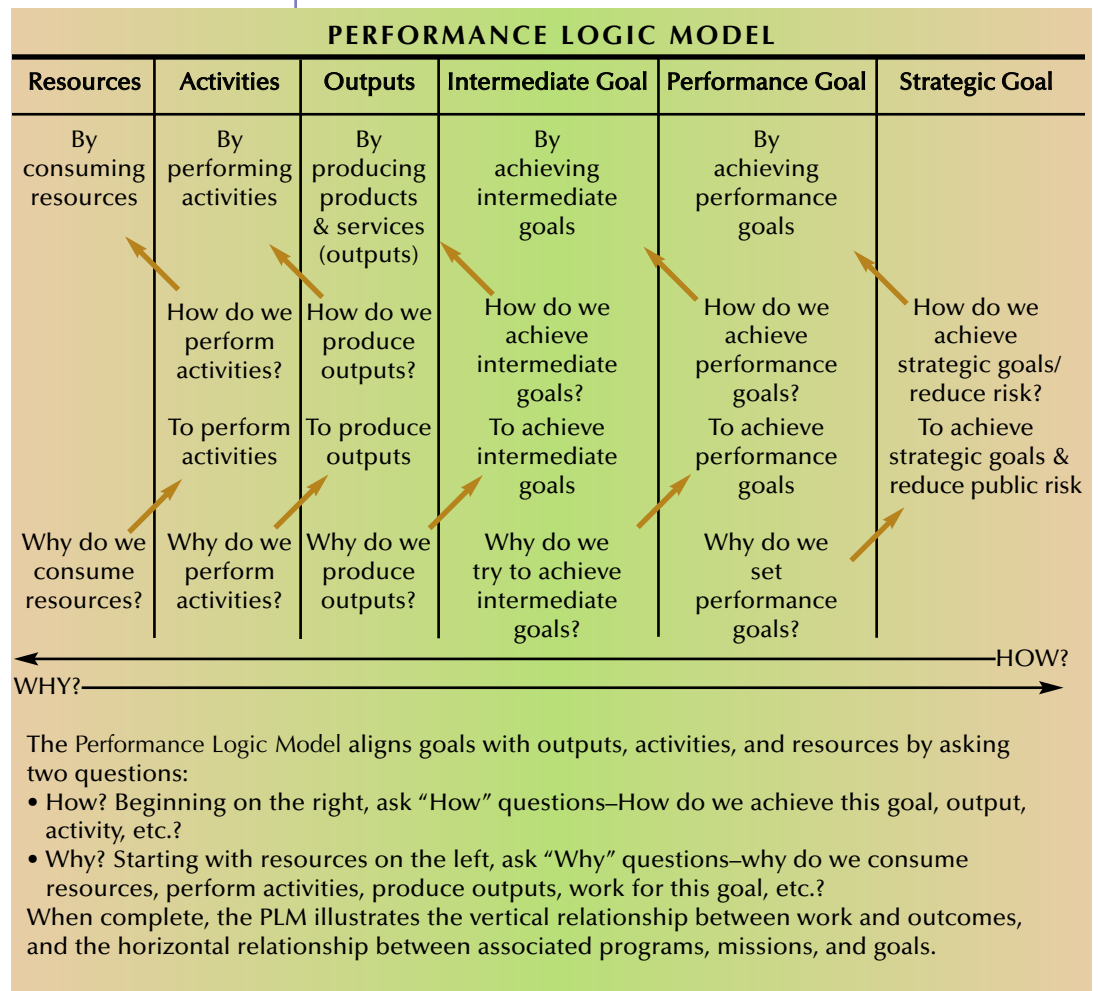 PERFORMANCE LOGIC MODEL
Resources
Activities
Outputs
Intermediate Goal
Performance Goal
Strategic Goal
By
consuming
resources
By
performing
activities
By
producing
products
& services
(outputs)
By
achieving
intermediate
goals
By
achieving
performance
goals
How do we
perform
activities?
How do we
produce
outputs?
How do we
achieve
intermediate
goals?
How do we
achieve
performance
goals?
How do we
achieve
strategic goals/
reduce risk?
To perform
activities
To produce
outputs
To achieve
intermediate
goals
To achieve
performance
goals
To achieve
strategic goals &
reduce public risk
Why do we
consume
resources?
Why do we
perform
activities?
Why do we
produce
outputs?
Why do we
try to achieve
intermediate
goals?
Why do we
set
performance
goals?
HOW?
WHY?
The Performance Logic Model aligns goals with outputs, activities, and resources by asking
two questions:
• How? Beginning on the right, ask “How” questions–How do we achieve this goal, output,
activity, etc.?
• Why? Starting with resources on the left, ask “Why” questions–why do we consume
resources, perform activities, produce outputs, work for this goal, etc.?
When complete, the PLM illustrates the vertical relationship between work and outcomes,
and the horizontal relationship between associated programs, missions, and goals.